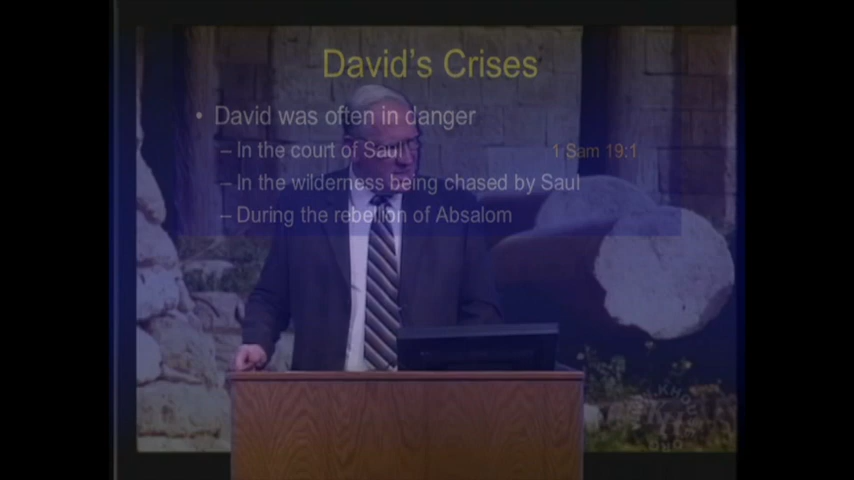 David's Crises
• David was often in danger
– In the court of Saul 1 Sam 19:1
– In the wilderness being chased by Saul
– During the rebellion of Absalom